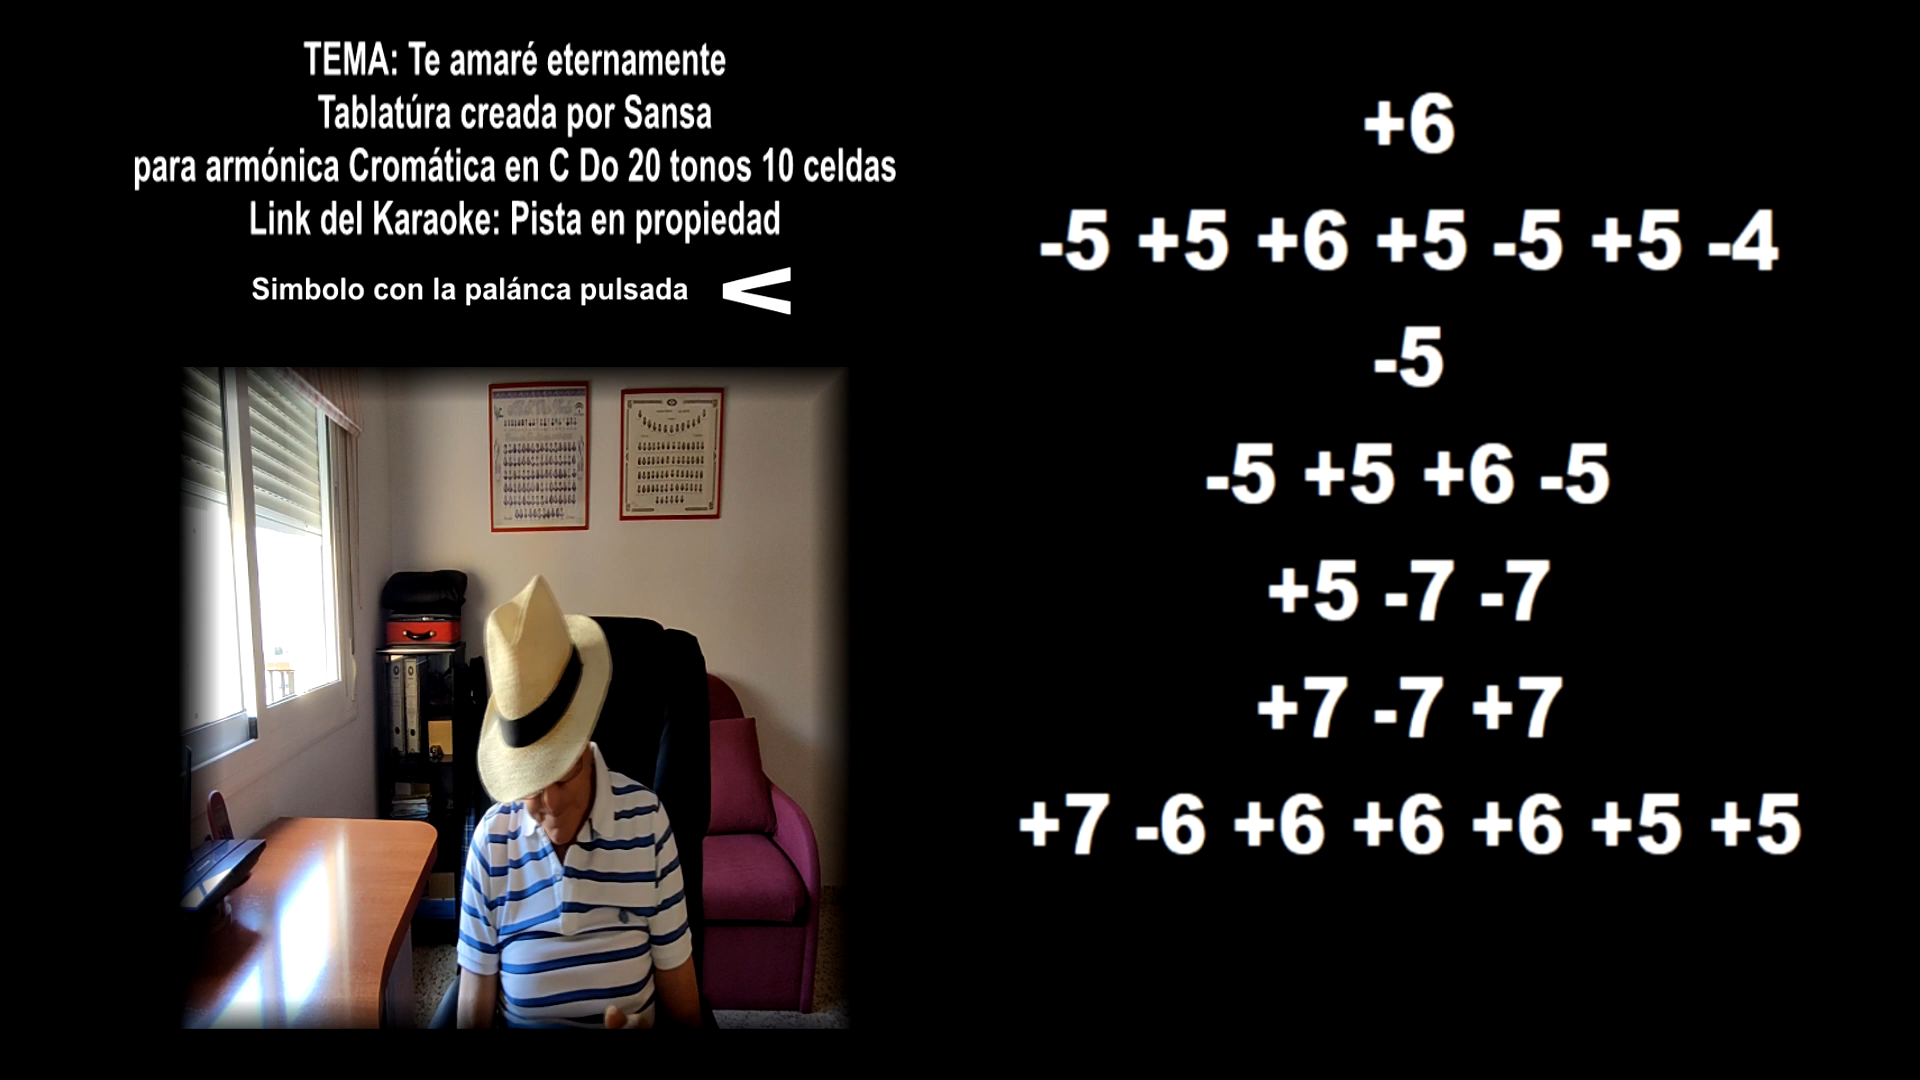 TEMA: Te amaré eternamente
Tablatúra creada por Sansa
para armónica Cromática en C Do 20 tonos 10 celdas
Link del Karaoke: Pista en propiedad
Simbolo con la palánca pulsada <
+6
-5 +5 +6 +5 -5 +5 -4
-5
-5 +5 +6 -5
+5 -7 -7
+7 -7 +7
+7 -6 +6 +6 +6 +5 +5